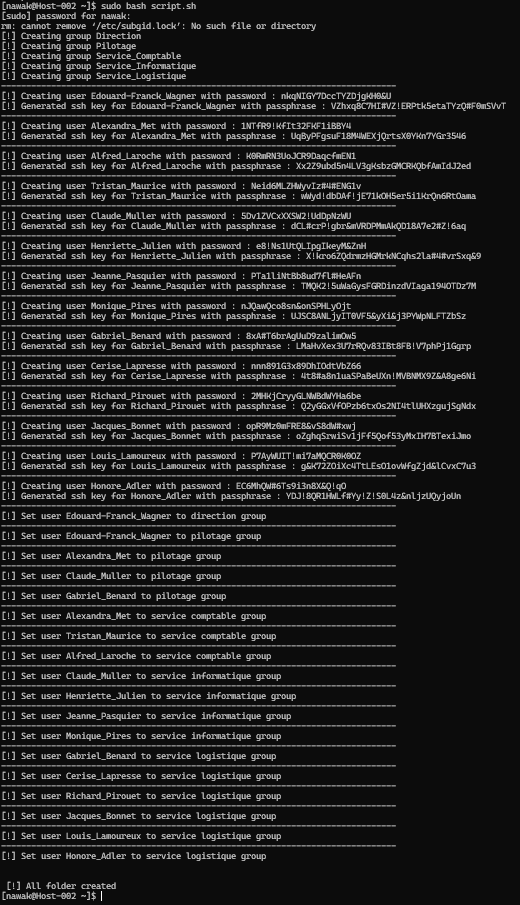 [nawak@Host-002 ~]$ sudo bash script.sh
[sudo] password for nawak:
rm: cannot remove ‘/etc/subgid.lock’: No such file or directory
[!] Creating group Direction
[!] Creating group Pilotage
[!] Creating group Service_Comptable
[!] Creating group Service_Informatique
[!] Creating group Service_Logistique
[!] Creating user Edouard-Franck_Wagner with password : nkqNIGY7DccTYZDjgKH0&U
[!] Generated ssh key for Edouard-Franck_Wagner with passphrase : VZhxq8C7HI#VZ!ERPtk5etaTYzQ#F0mSVvT
[!] Creating user Alexandra_Met with password : 1NTfR9!KfIt32FKF1iBBY4
[!] Generated ssh key for Alexandra_Met with passphrase : UqByPFgsuF18M4WEXjQrtsX0YKn7YGr3546
[!] Creating user Alfred_Laroche with password : K0RmRN3UoJCR9DaqcfmEN1
[!] Generated ssh key for Alfred_Laroche with passphrase : Xx2Z9ubd5n4LV3gKsbzGMCRKQbfAmIdJ2ed
[!] Creating user Tristan_Maurice with password : Neid6MLZHWyvIz#4#ENG1v
[!] Generated ssh key for Tristan_Maurice with passphrase : wWyd!dbDAf!jE71kOH5er5i1KrQn6RtOama
[!] Creating user Claude_Muller with password : 5Dv1ZVCxXXSW2!UdDpNzWU
[!] Generated ssh key for Claude_Muller with passphrase : dCL#crP!gbr&mVRDPMmAkQD18A7e2#Z!6aq
[!] Creating user Henriette_Julien with password : e8!Ns1UtQLIpgIkeyM&ZnH
[!] Generated ssh key for Henriette_Julien with passphrase : X!kro6ZQdrmzHGMrkNCqhs2la#4#vrSxq&9
[!] Creating user Jeanne_Pasquier with password : PTa1liNtBb8ud7fl#HeAFn
[!] Generated ssh key for Jeanne_Pasquier with passphrase : TMQK2!5uWaGysFGRDinzdVIaga194OTDz7M
[!] Creating user Monique_Pires with password : nJQawQco8sn&onSPHLyOjt
[!] Generated ssh key for Monique_Pires with passphrase : UJSC8ANLjyIT0VF5&yXi&j3PYWpNLFTZbSz
[!] Creating user Gabriel_Benard with password : 8xA#T6brAgUuD9zalimOw5
[!] Generated ssh key for Gabriel_Benard with passphrase : LMaHvXex3U7rRQv83IBt8FB!V7phPj1Ggrp
[!] Creating user Cerise_Lapresse with password : nnn891G3x89DhIOdtVbZ66
[!] Generated ssh key for Cerise_Lapresse with passphrase : 4t8#a8n1uaSPaBeUXn!MVBNMX9Z&A8ge6Ni
[!] Creating user Richard_Pirouet with password : 2MHKjCryyGLNWBdWYHa6be
[!] Generated ssh key for Richard_Pirouet with passphrase : Q2yGGxVfOPzb6txOs2NI4tlUHXzgujSgNdx
[!] Creating user Jacques_Bonnet with password : opR9Mz0mFRE8&vS8dW#xwj
[!] Generated ssh key for Jacques_Bonnet with passphrase : oZghqSrwiSv1jFf5Qof53yMxIH7BTexiJmo
[!] Creating user Louis_Lamoureux with password : P7AyWUIT!mi7aMQCR0K0OZ
[!] Generated ssh key for Louis_Lamoureux with passphrase : g&K72ZOiXc4TtLEsO1ovWfgZjd&lCvxC7u3
[!] Creating user Honore_Adler with password : EC6MhQW#6Ts9i3n8X&Q!qO
[!] Generated ssh key for Honore_Adler with passphrase : YDJ!8QR1HWLf#Yy!Z!S0L4z&nljzUQyjoUn
[!] Set user Edouard-Franck_Wagner to direction group
[!] Set user Edouard-Franck_Wagner to pilotage group
[!] Set user Alexandra_Met to pilotage group
[!] Set user Claude_Muller to pilotage group
[!] Set user Gabriel_Benard to pilotage group
[!] Set user Alexandra_Met to service comptable group
[!] Set user Tristan_Maurice to service comptable group
[!] Set user Alfred_Laroche to service comptable group
[!] Set user Claude_Muller to service informatique group
[!] Set user Henriette_Julien to service informatique group
[!] Set user Jeanne_Pasquier to service informatique group
[!] Set user Monique_Pires to service informatique group
[!] Set user Gabriel_Benard to service logistique group
[!] Set user Cerise_Lapresse to service logistique group
[!] Set user Richard_Pirouet to service logistique group
[!] Set user Jacques_Bonnet to service logistique group
[!] Set user Louis_Lamoureux to service logistique group
[!] Set user Honore_Adler to service logistique group
[!] All folder created
[nawak@Host-002 ~]$